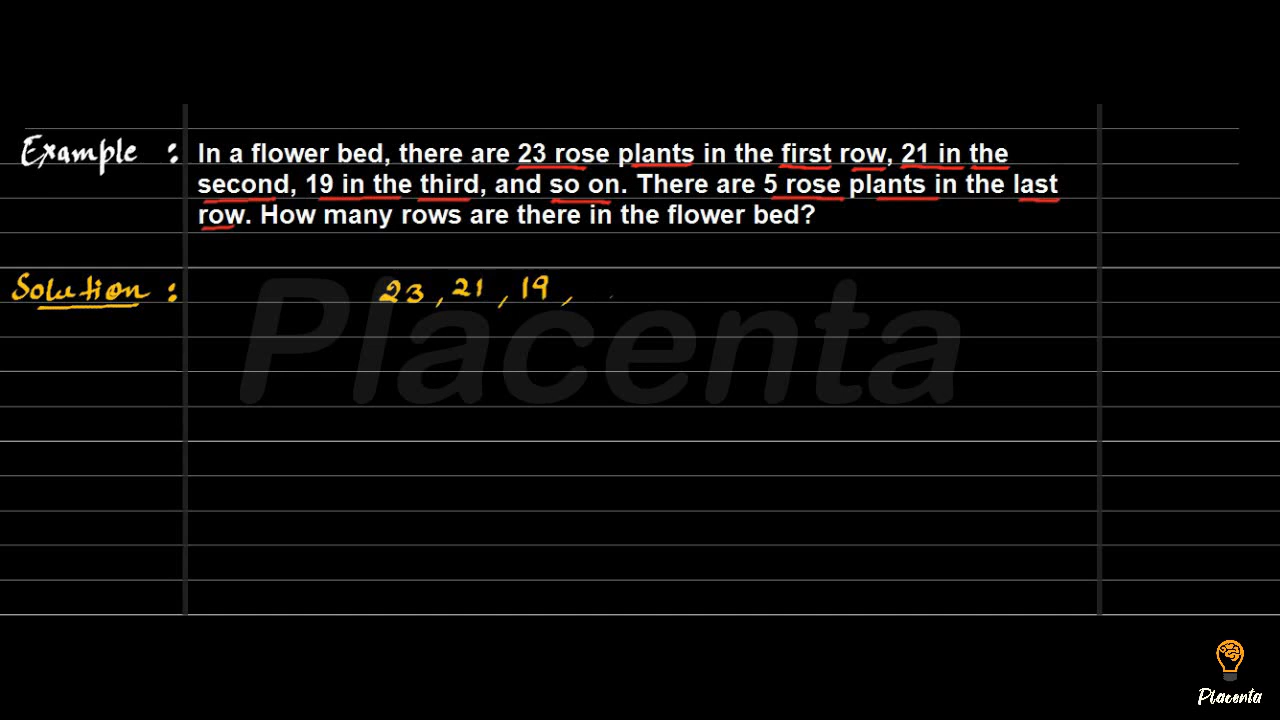 Example : In a flower bed, there are 23 rose plants in the first row, 21 in the
second, 19 in the third, and so on. There are 5 rose plants in the last
row. How many rows are there in the flower bed?
Solution : 23, 21, 19,
Placenta
Placenta